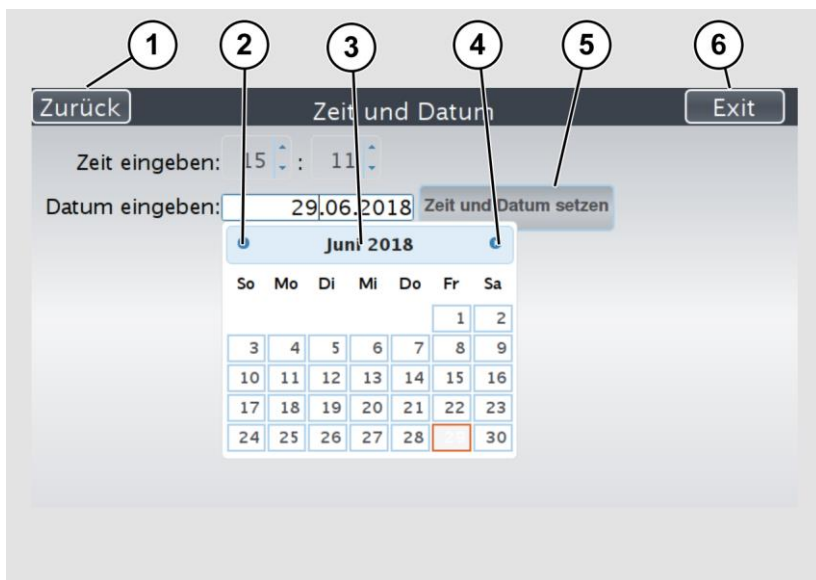 1 2 3 4 5 6
Zurück Zeit und Datum Exit
Zeit eingeben: 15 : 11
Datum eingeben: 29.06.2018 Zeit und Datum setzen
Juni 2018
So Mo Di Mi Do Fr Sa
1 2
3 4 5 6 7 8 9
10 11 12 13 14 15 16
17 18 19 20 21 22 23
24 25 26 27 28 29 30